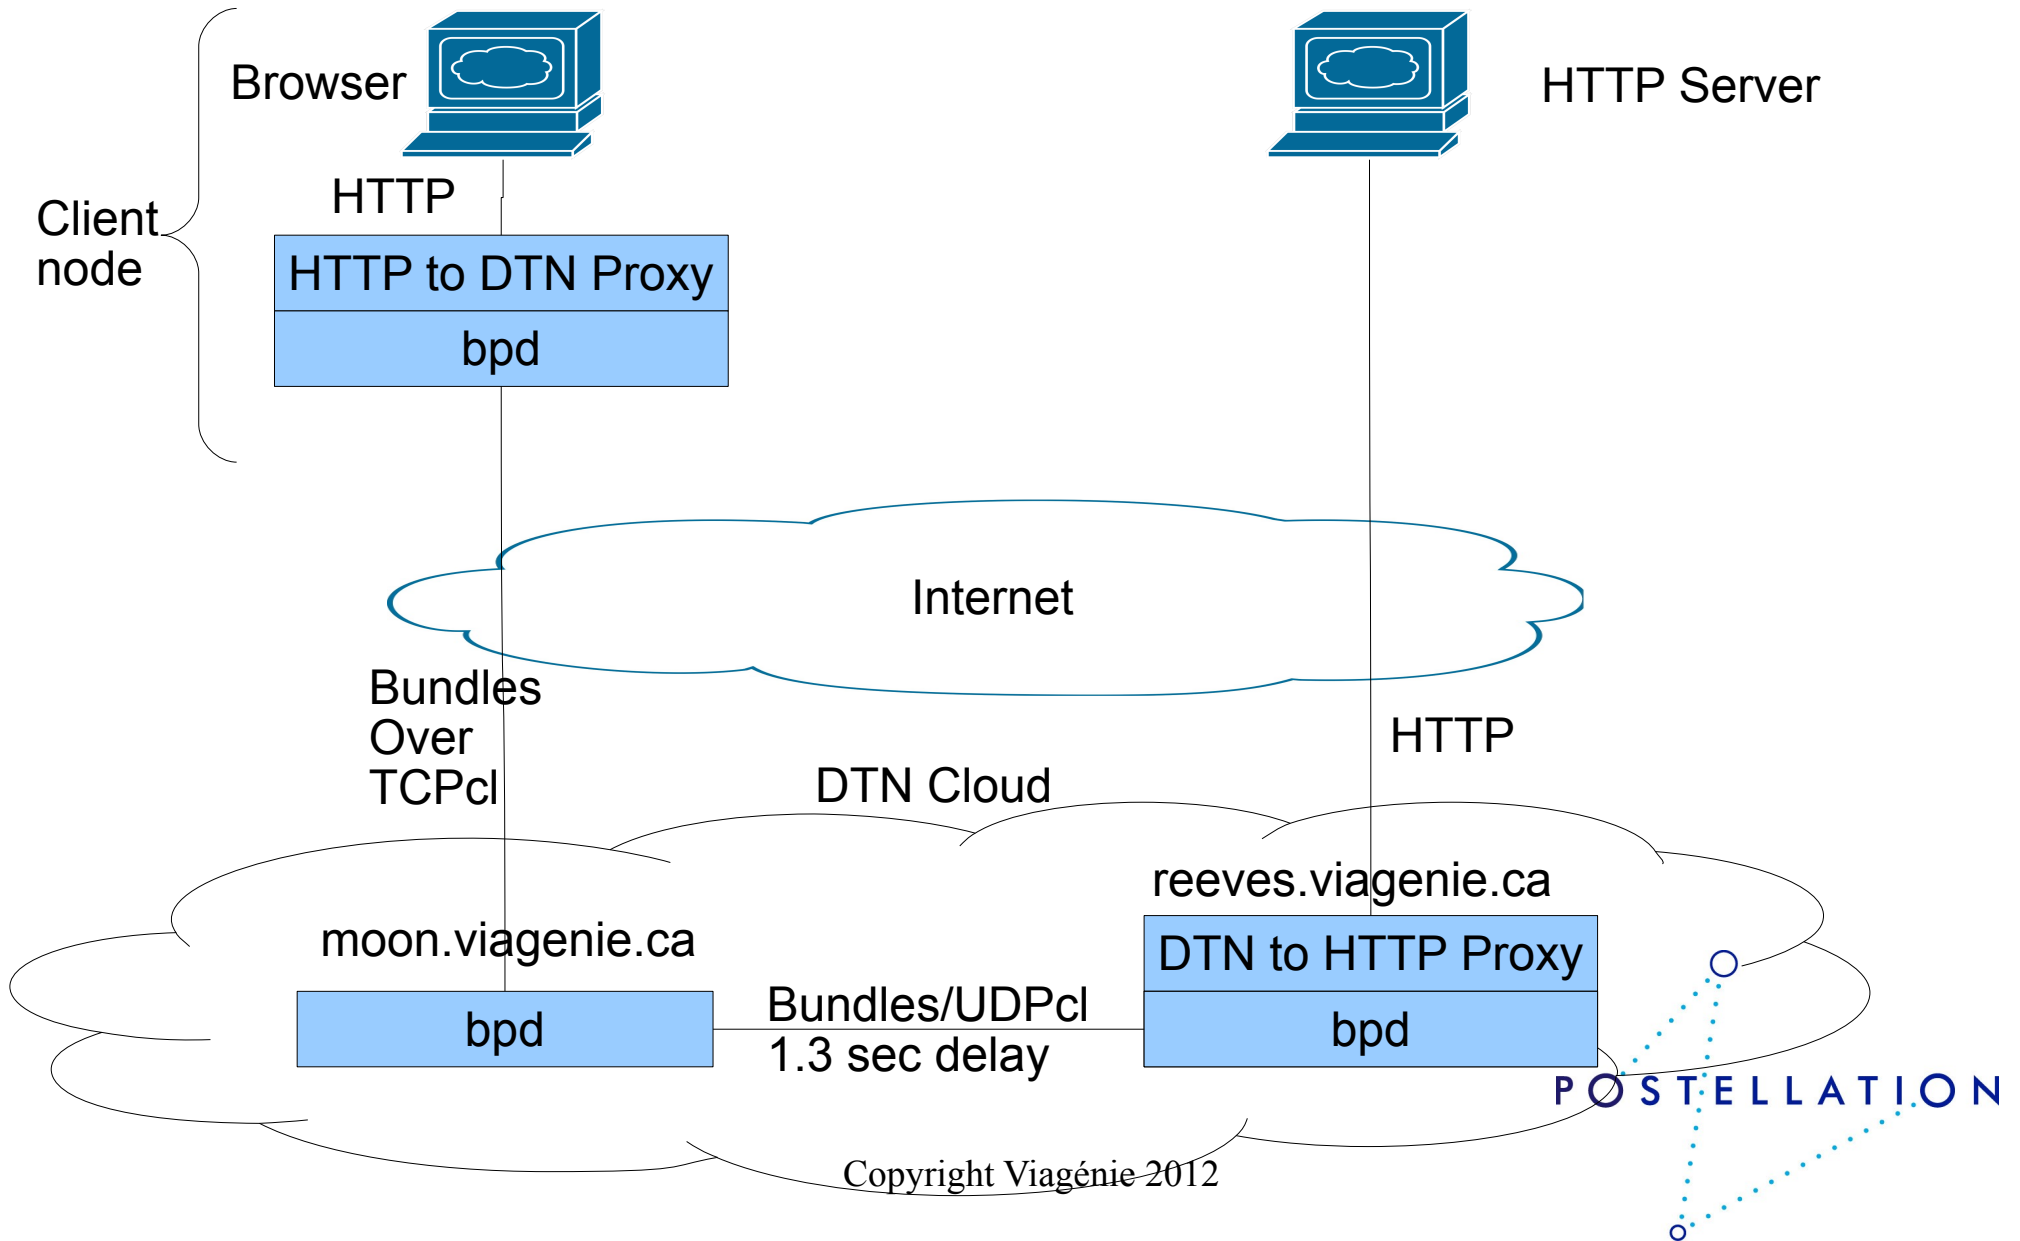 Browser
HTTP Server
HTTP
Client
node
HTTP to DTN Proxy
bpd
Internet
Bundles
Over
TCPcl
HTTP
DTN Cloud
reeves.viagenie.ca
moon.viagenie.ca
DTN to HTTP Proxy
Bundles/UDPcl
1.3 sec delay
bpd
bpd
POSTELLATION
Copyright Viagénie 2012